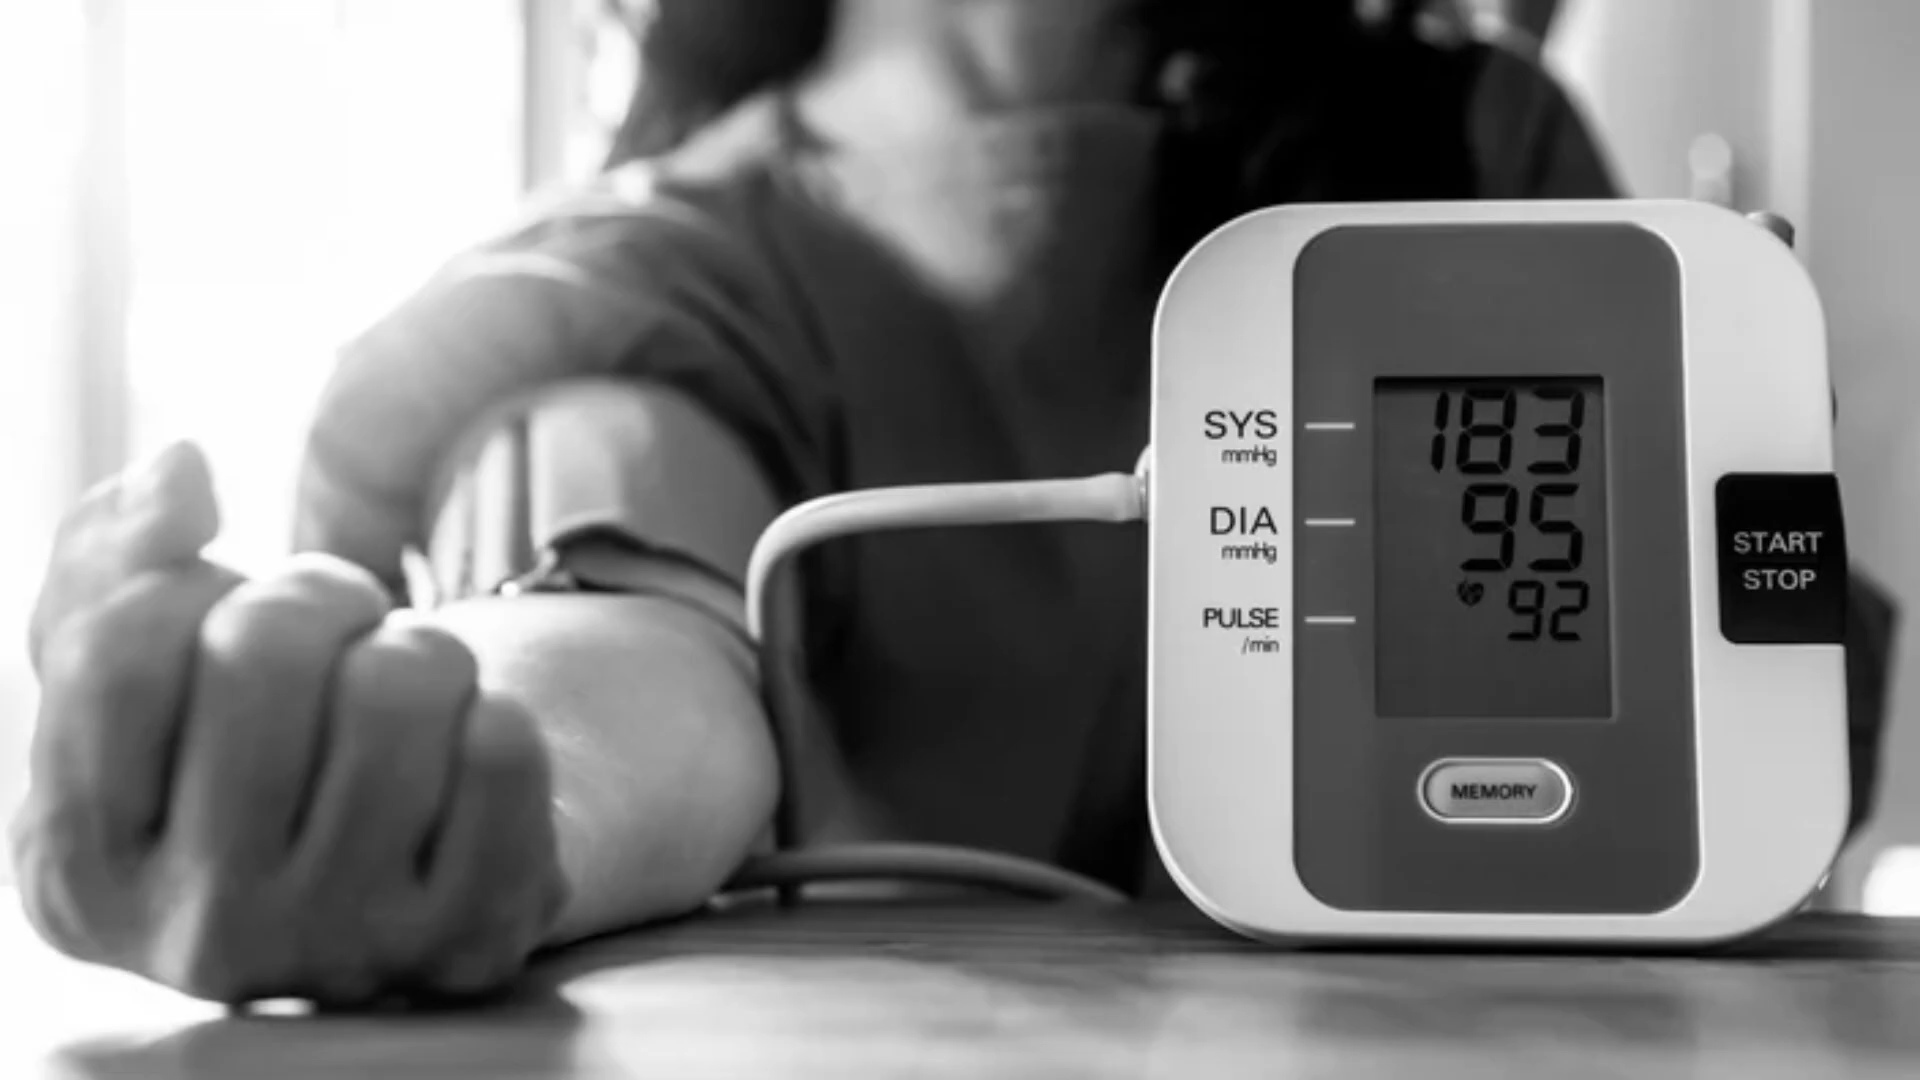 SYS
mmHg
183
DIA
mmHg
95
PULSE
/min
92
START
STOP
MEMORY